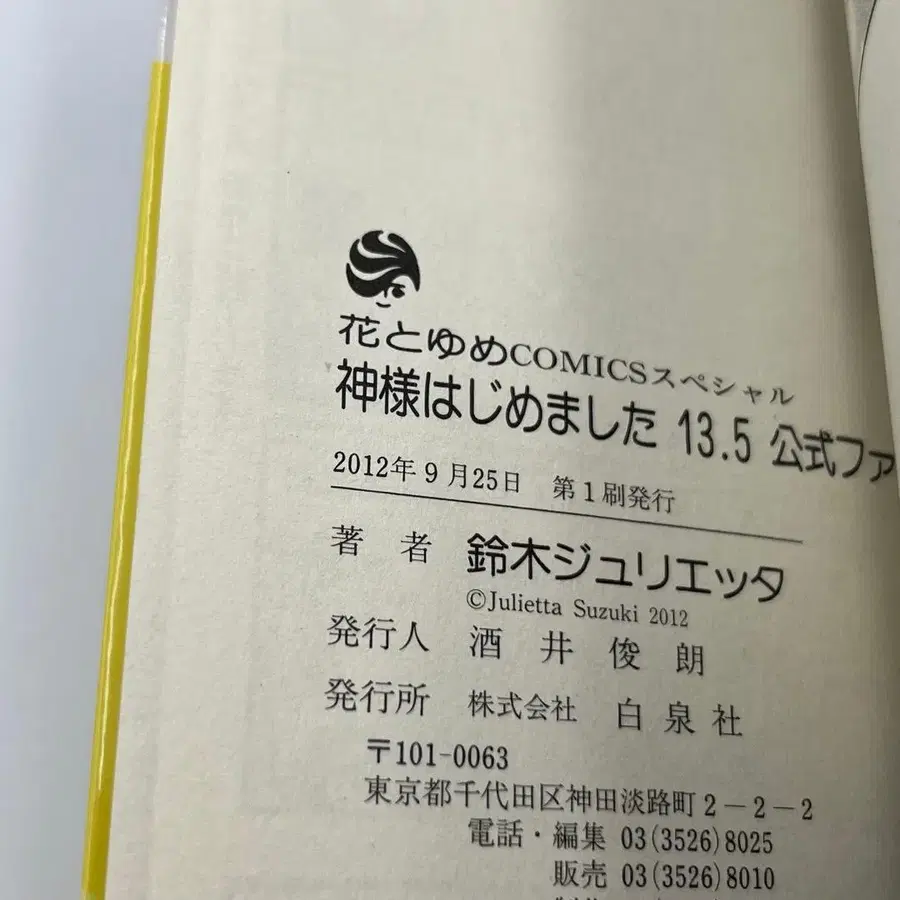 花とゆめCOMICSスペシャル
神様はじめました 13.5 公式ファ
2012年9月25日 第1刷発行
著者 鈴木ジュリエッタ
©Julietta Suzuki 2012
発行人 酒井俊朗
発行所 株式会社 白泉社
〒101-0063
東京都千代田区神田淡路町2-2-2
電話・編集 03(3526)8025
販売 03(3526)8010